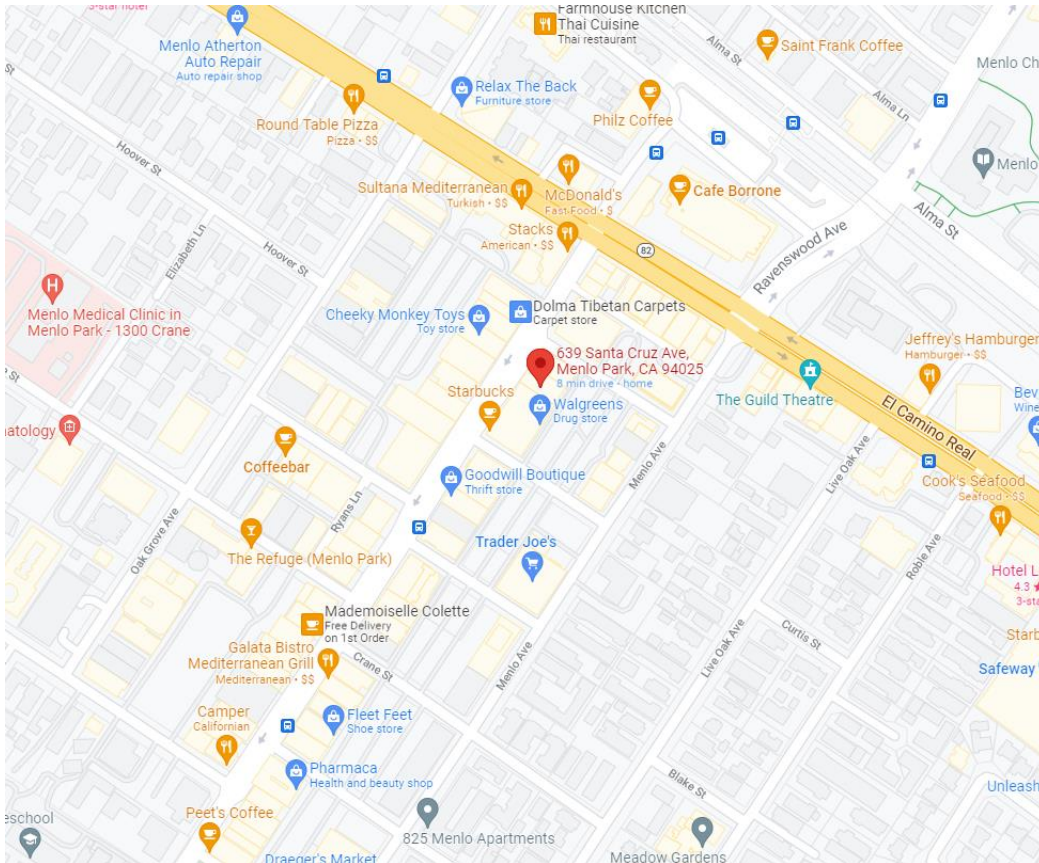 3-star hotel
Farmhouse Kitchen
Thai Cuisine
Thai restaurant
Menlo Atherton
Auto Repair
Auto repair shop
Alma St
Saint Frank Coffee
Menlo Ch
Relax The Back
Furniture store
Alma Ln
Philz Coffee
Round Table Pizza
Pizza • $$
Hoover St
Menlo
Sultana Mediterranean
Turkish • $$
McDonald's
Fast Food • $
Cafe Borrone
Stacks
American • $$
Alma St
82
Ravenswood Ave
Elizabeth Ln
Hoover St
H
Menlo Medical Clinic in
Menlo Park - 1300 Crane
Cheeky Monkey Toys
Toy store
Dolma Tibetan Carpets
Carpet store
Jeffrey's Hamburger
Hamburger • $$
639 Santa Cruz Ave,
Menlo Park, CA 94025
8 min drive - home
Starbucks
Walgreens
Drug store
The Guild Theatre
El Camino Real
Bev
Wine
St
matology
Coffeebar
Goodwill Boutique
Thrift store
Menlo Ave
Live Oak Ave
Cook's Seafood
Seafood • $$
Ryans Ln
Oak Grove Ave
The Refuge (Menlo Park)
Trader Joe's
Roble Ave
Hotel L
4.3
3-sta
Mademoiselle Colette
Free Delivery
on 1st Order
Curtis St
Live Oak Ave
Starb
Galata Bistro
Mediterranean Grill
Mediterranean • $$
Crane St
Menlo Ave
Safeway
Camper
Californian
Fleet Feet
Shoe store
Pharmaca
Health and beauty shop
Blake St
Unleash
Peet's Coffee
eschool
825 Menlo Apartments
Draeger's Market
Meadow Gardens